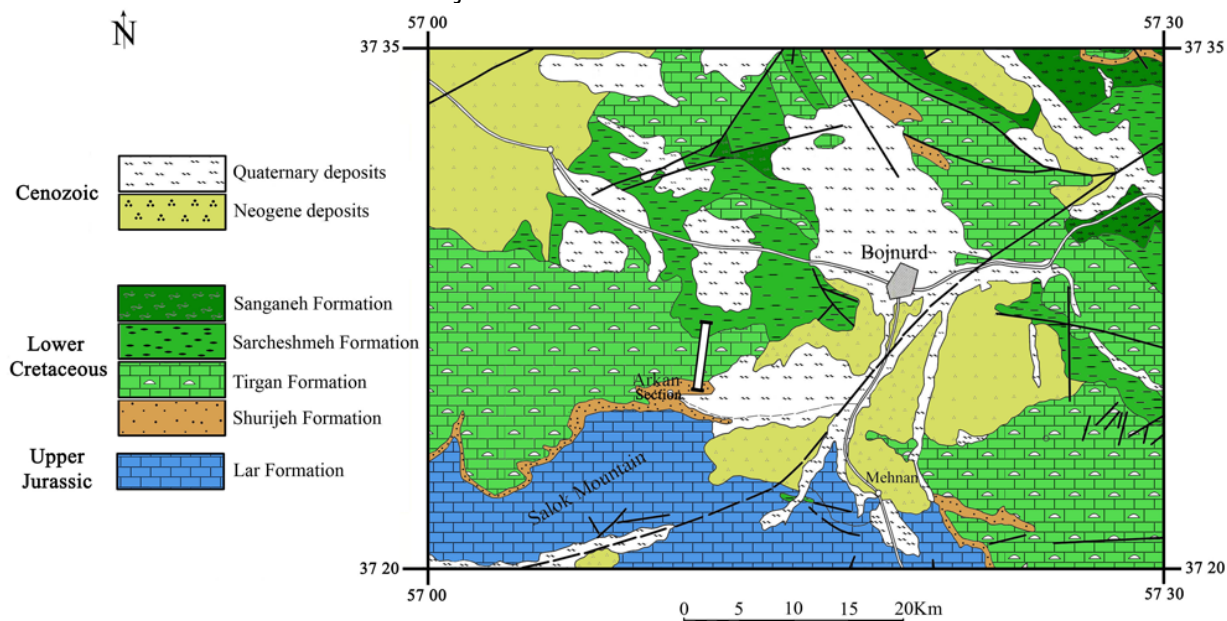 N
57 00
57 30
37 35
37 35
Cenozoic
Quaternary deposits
Neogene deposits
Bojnurd
Lower
Cretaceous
Sanganeh Formation
Sarcheshmeh Formation
Tirgan Formation
Shurijeh Formation
Arkan
Section
Upper
Jurassic
Lar Formation
Salok Mountain
Mehnan
37 20
37 20
57 00
57 30
0 5 10 15 20Km